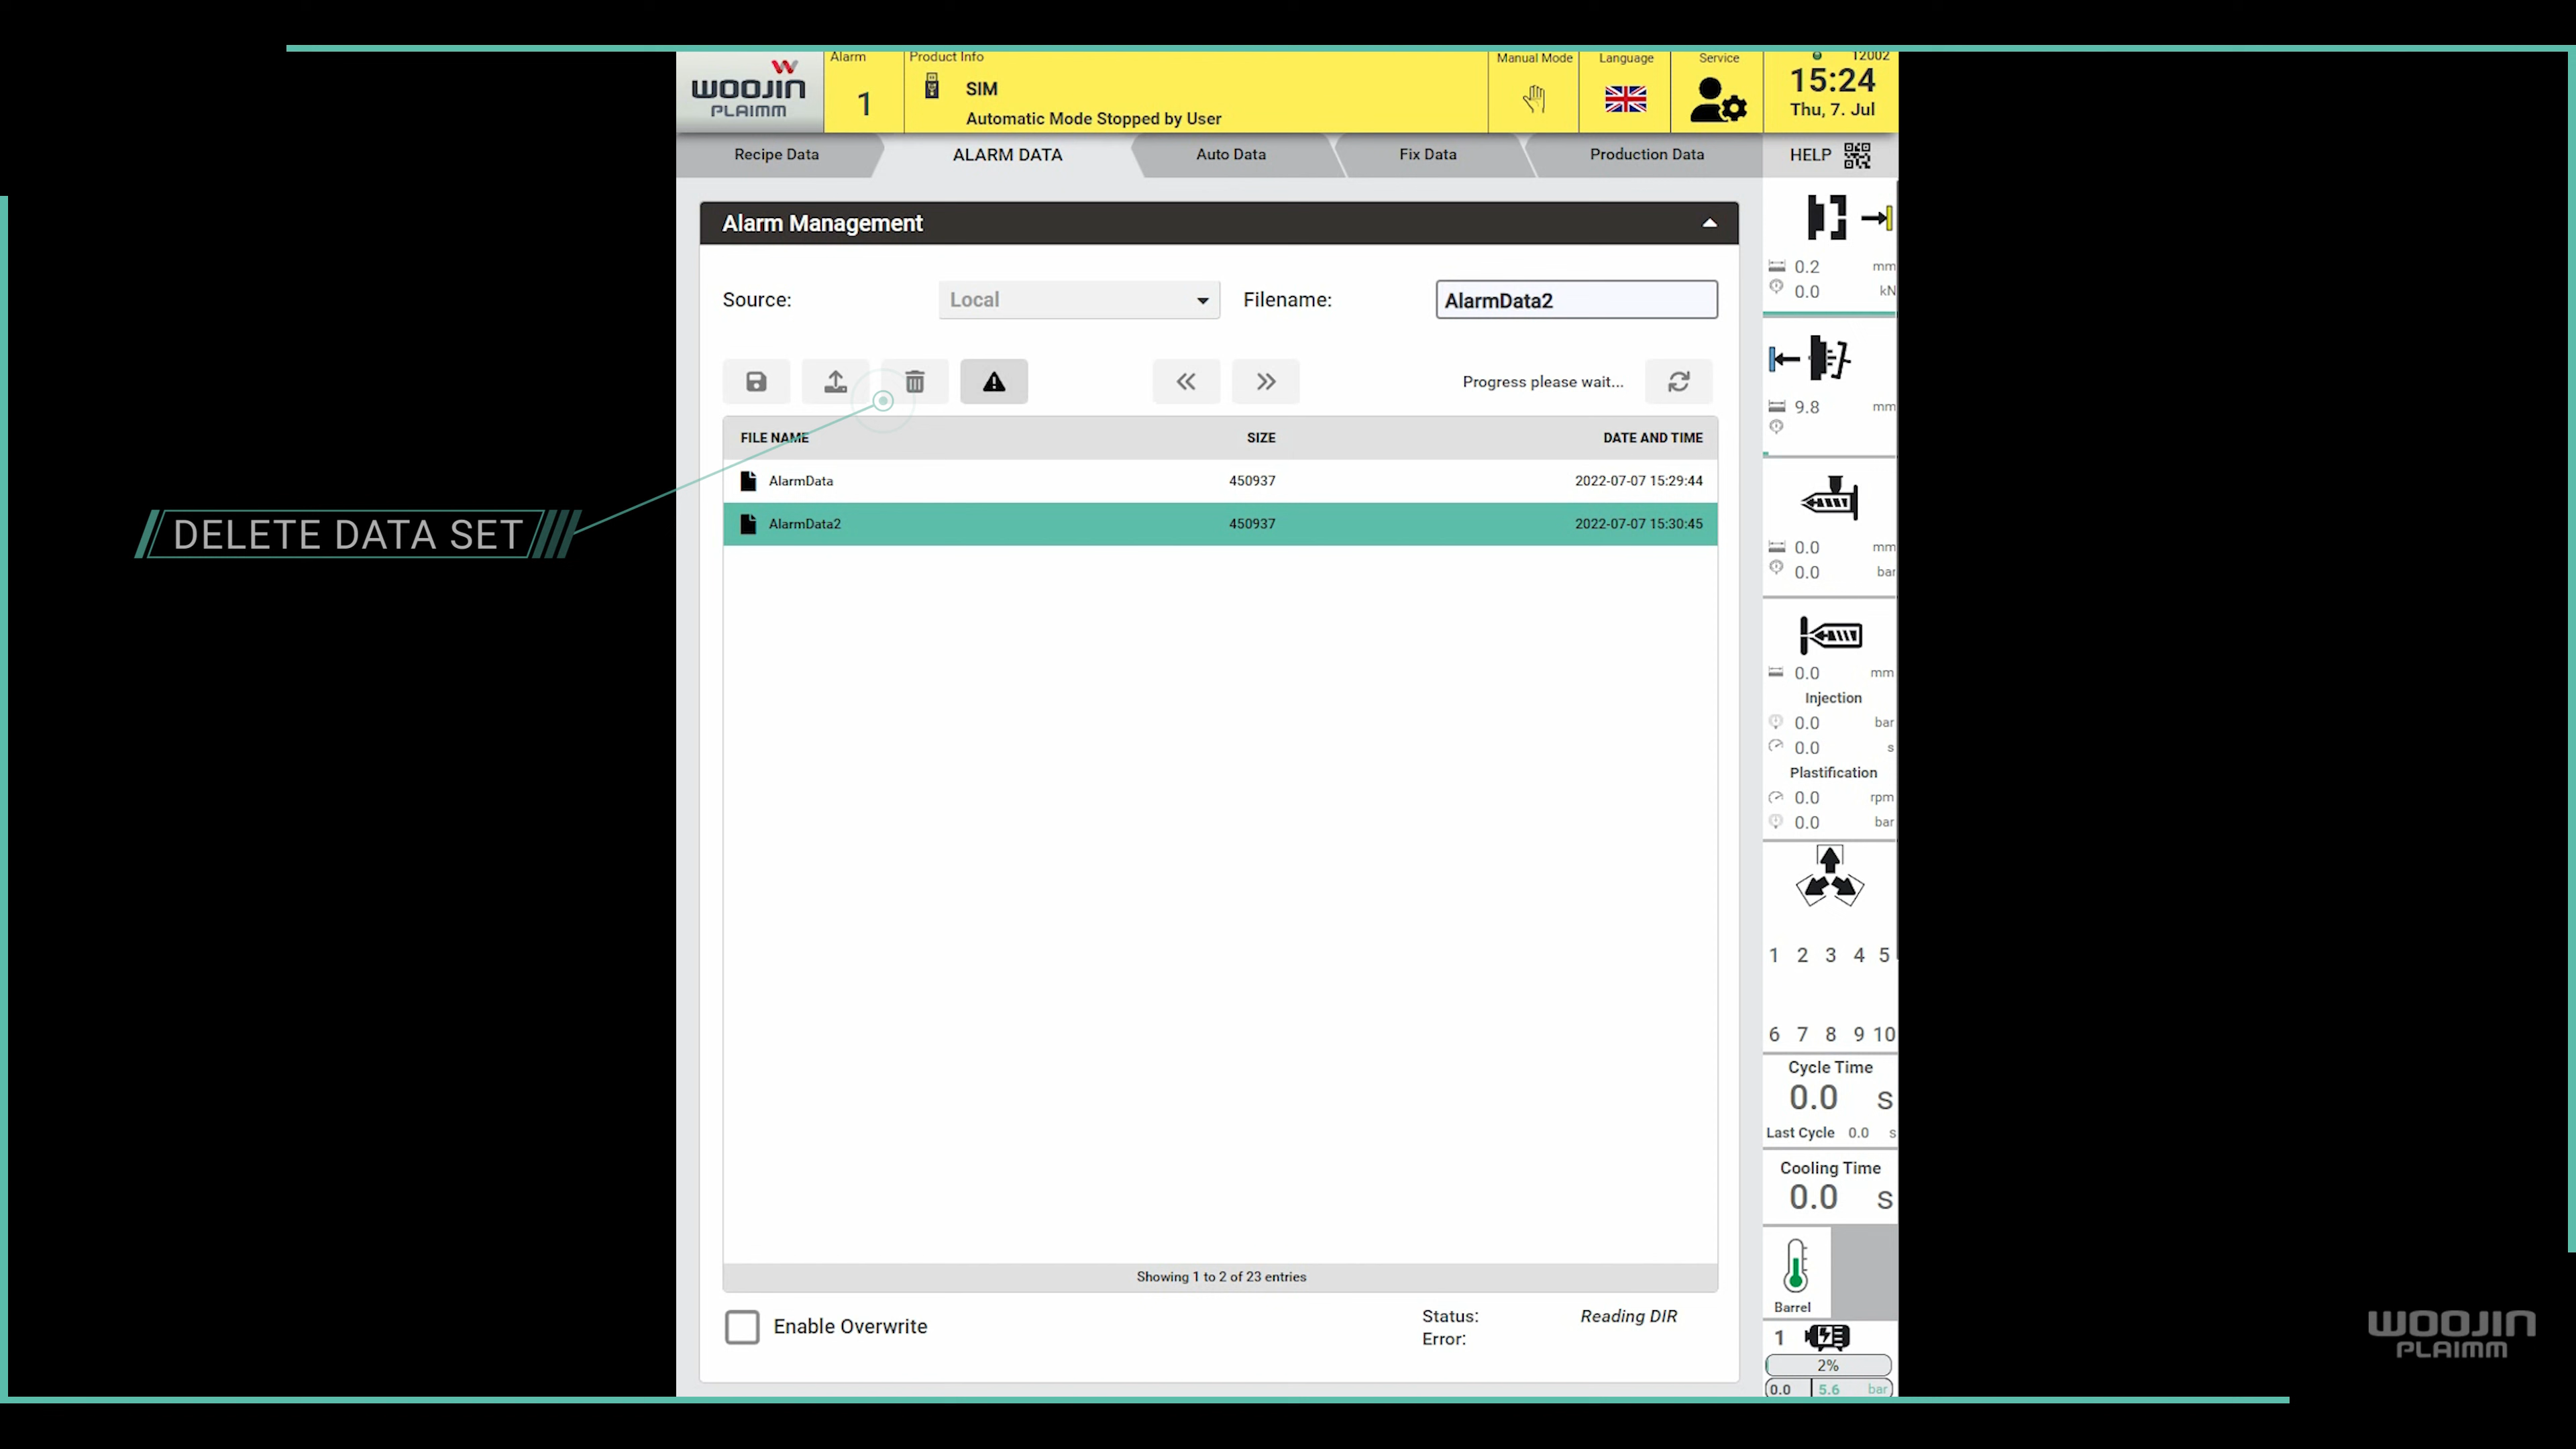 WOOJIN
PLAIMM
Alarm
1
Product Info
SIM
Automatic Mode Stopped by User
Manual Mode
Language
Service
12002
15:24
Thu, 7. Jul
Recipe Data
ALARM DATA
Auto Data
Fix Data
Production Data
HELP
Alarm Management
Source:
Local
Filename:
AlarmData2
Progress please wait...
FILE NAME SIZE DATE AND TIME
AlarmData 450937 2022-07-07 15:29:44
AlarmData2 450937 2022-07-07 15:30:45
DELETE DATA SET
Showing 1 to 2 of 23 entries
Enable Overwrite
Status: Reading DIR
Error:
0.2 mm
0.0 kN
9.8 mm
0.0 mm
0.0 bar
0.0 mm
Injection
0.0 bar
0.0 s
Plastification
0.0 rpm
0.0 bar
1 2 3 4 5
6 7 8 9 10
Cycle Time
0.0 s
Last Cycle 0.0 s
Cooling Time
0.0 s
Barrel
1
2%
0.0 5.6 bar
WOOJIN
PLAIMM